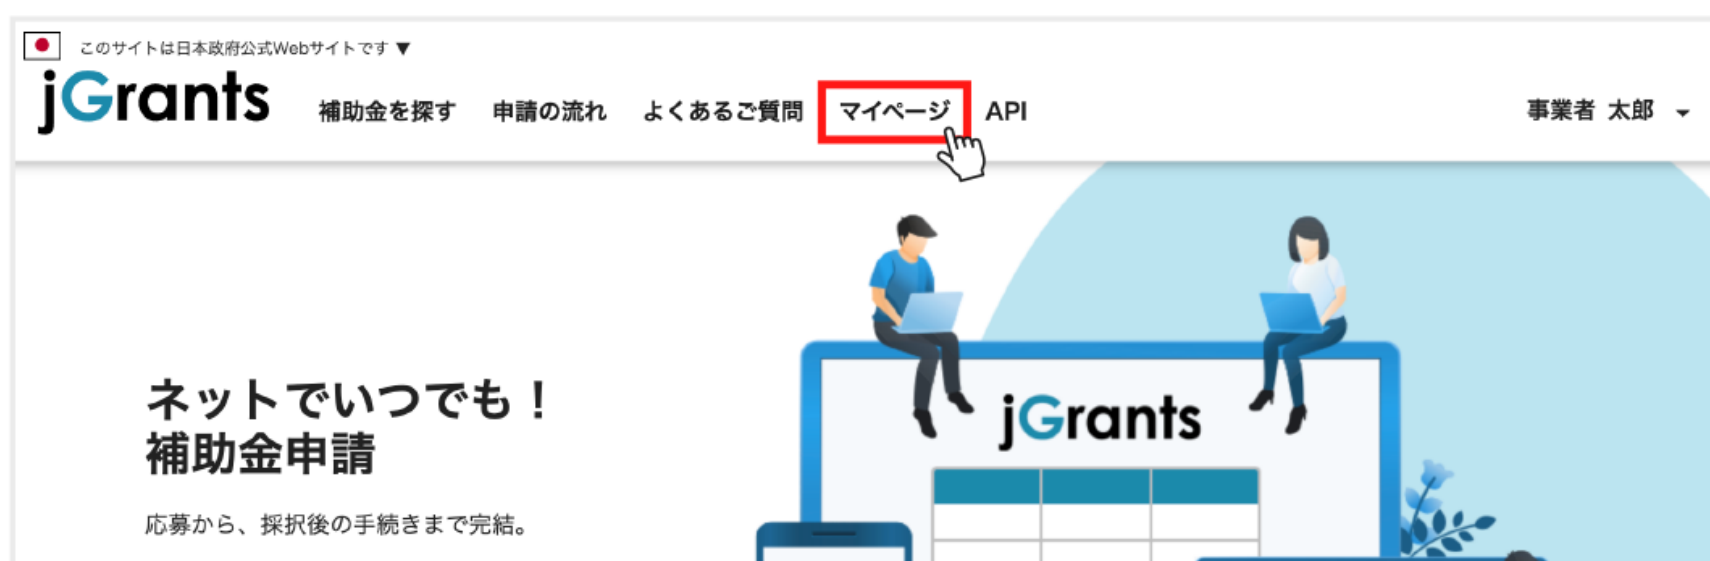 このサイトは日本政府公式Webサイトです ▼
jGrants 補助金を探す 申請の流れ よくあるご質問 マイページ API 事業者 太郎
ネットでいつでも！
補助金申請
応募から、採択後の手続きまで完結。
jGrants